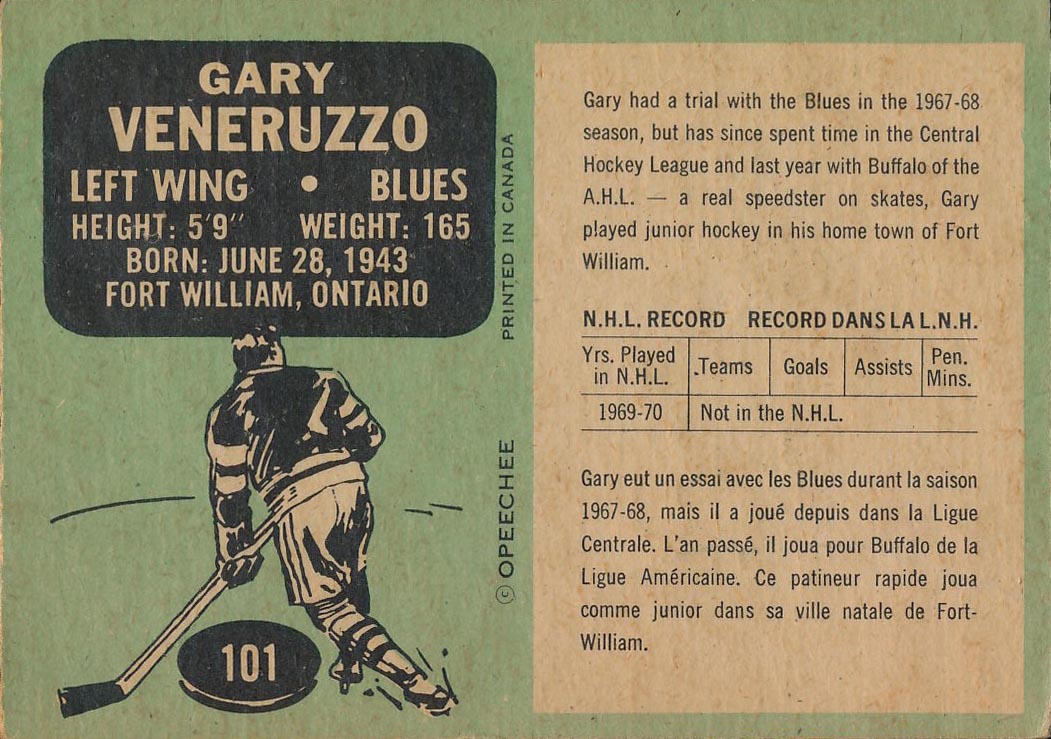 GARY
VENERUZZO
LEFT WING • BLUES
HEIGHT: 5'9" WEIGHT: 165
BORN: JUNE 28, 1943
FORT WILLIAM, ONTARIO
PRINTED IN CANADA
© OPEECHEE
101
Gary had a trial with the Blues in the 1967-68
season, but has since spent time in the Central
Hockey League and last year with Buffalo of the
A.H.L. — a real speedster on skates, Gary
played junior hockey in his home town of Fort
William.
N.H.L. RECORD RECORD DANS LA L.N.H.
Yrs. Played in N.H.L. Teams Goals Assists Pen. Mins.
1969-70 Not in the N.H.L.
Gary eut un essai avec les Blues durant la saison
1967-68, mais il a joué depuis dans la Ligue
Centrale. L'an passé, il joua pour Buffalo de la
Ligue Américaine. Ce patineur rapide joua
comme junior dans sa ville natale de Fort-
William.